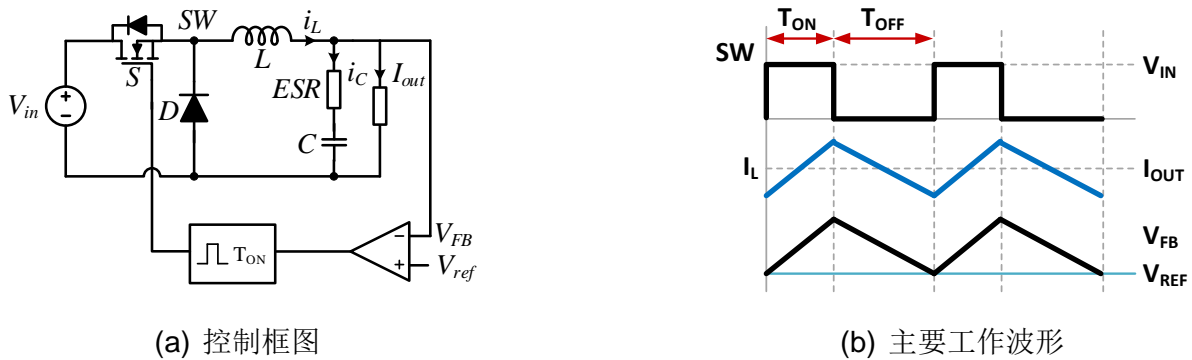 SW
i_L
L
S
i_C
I_out
ESR
V_in
D
C
V_FB
T_ON
V_ref
(a) 控制框图
T_ON T_OFF
SW
V_IN
I_L
I_OUT
V_FB
V_REF
(b) 主要工作波形